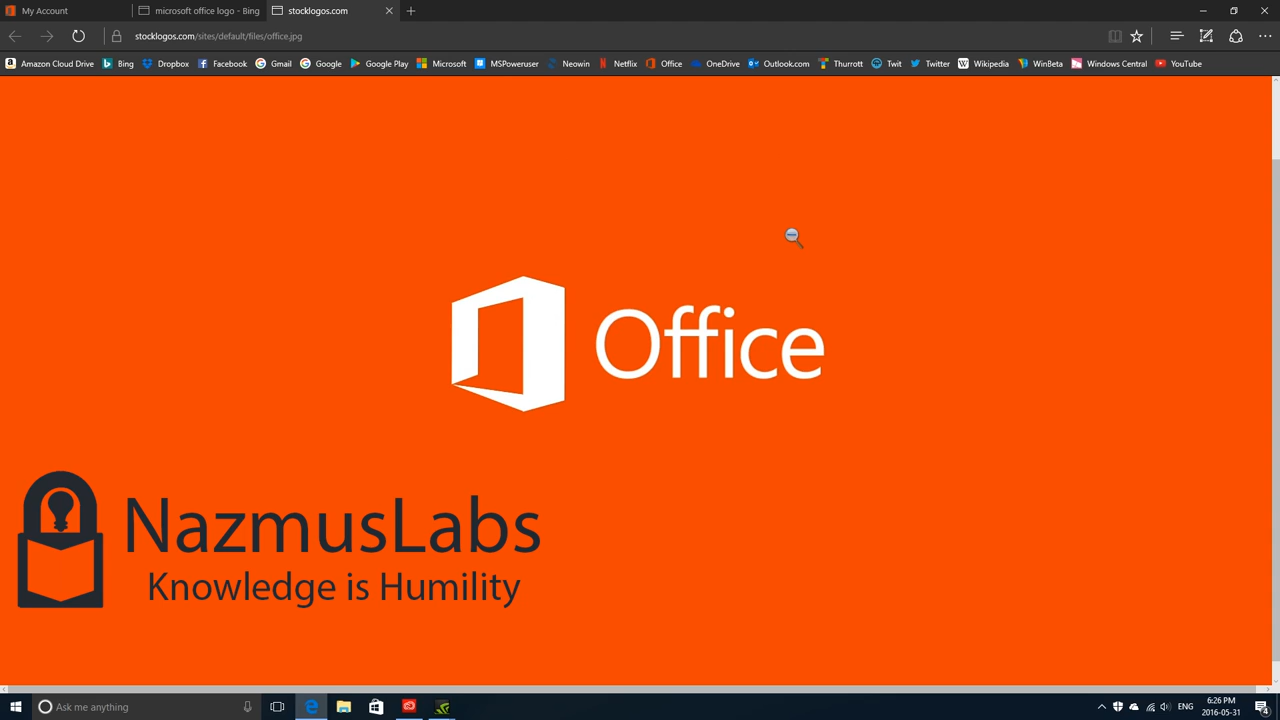 My Account
microsoft office logo - Bing
stocklogos.com
stocklogos.com/sites/default/files/office.jpg
Amazon Cloud Drive Bing Dropbox Facebook Gmail Google Google Play Microsoft MSPoweruser Neowin Netflix Office OneDrive Outlook.com Thurrott Twit Twitter Wikipedia WinBeta Windows Central YouTube
Office
NazmusLabs
Knowledge is Humility
Ask me anything
ENG
6:26 PM
2016-05-31
4